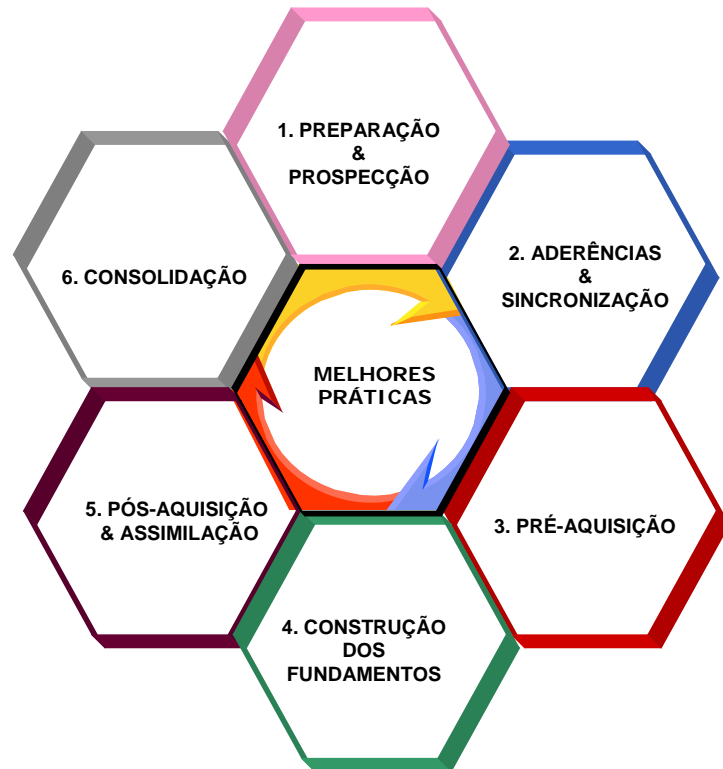 1. PREPARAÇÃO
&
PROSPECÇÃO
2. ADERÊNCIAS
&
SINCRONIZAÇÃO
3. PRÉ-AQUISIÇÃO
4. CONSTRUÇÃO
DOS
FUNDAMENTOS
5. PÓS-AQUISIÇÃO
& ASSIMILAÇÃO
6. CONSOLIDAÇÃO
MELHORES
PRÁTICAS